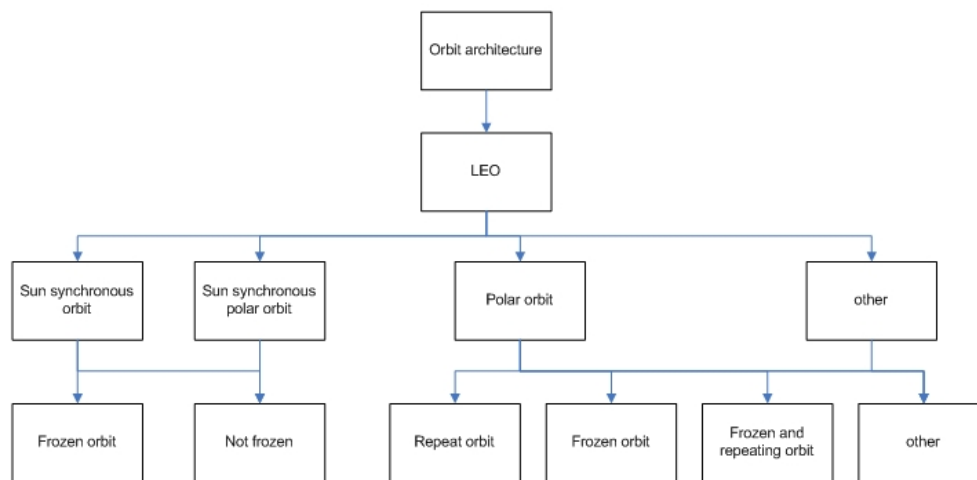 Orbit architecture
LEO
Sun synchronous
orbit
Sun synchronous
polar orbit
Polar orbit
other
Frozen orbit
Not frozen
Repeat orbit
Frozen orbit
Frozen and
repeating orbit
other